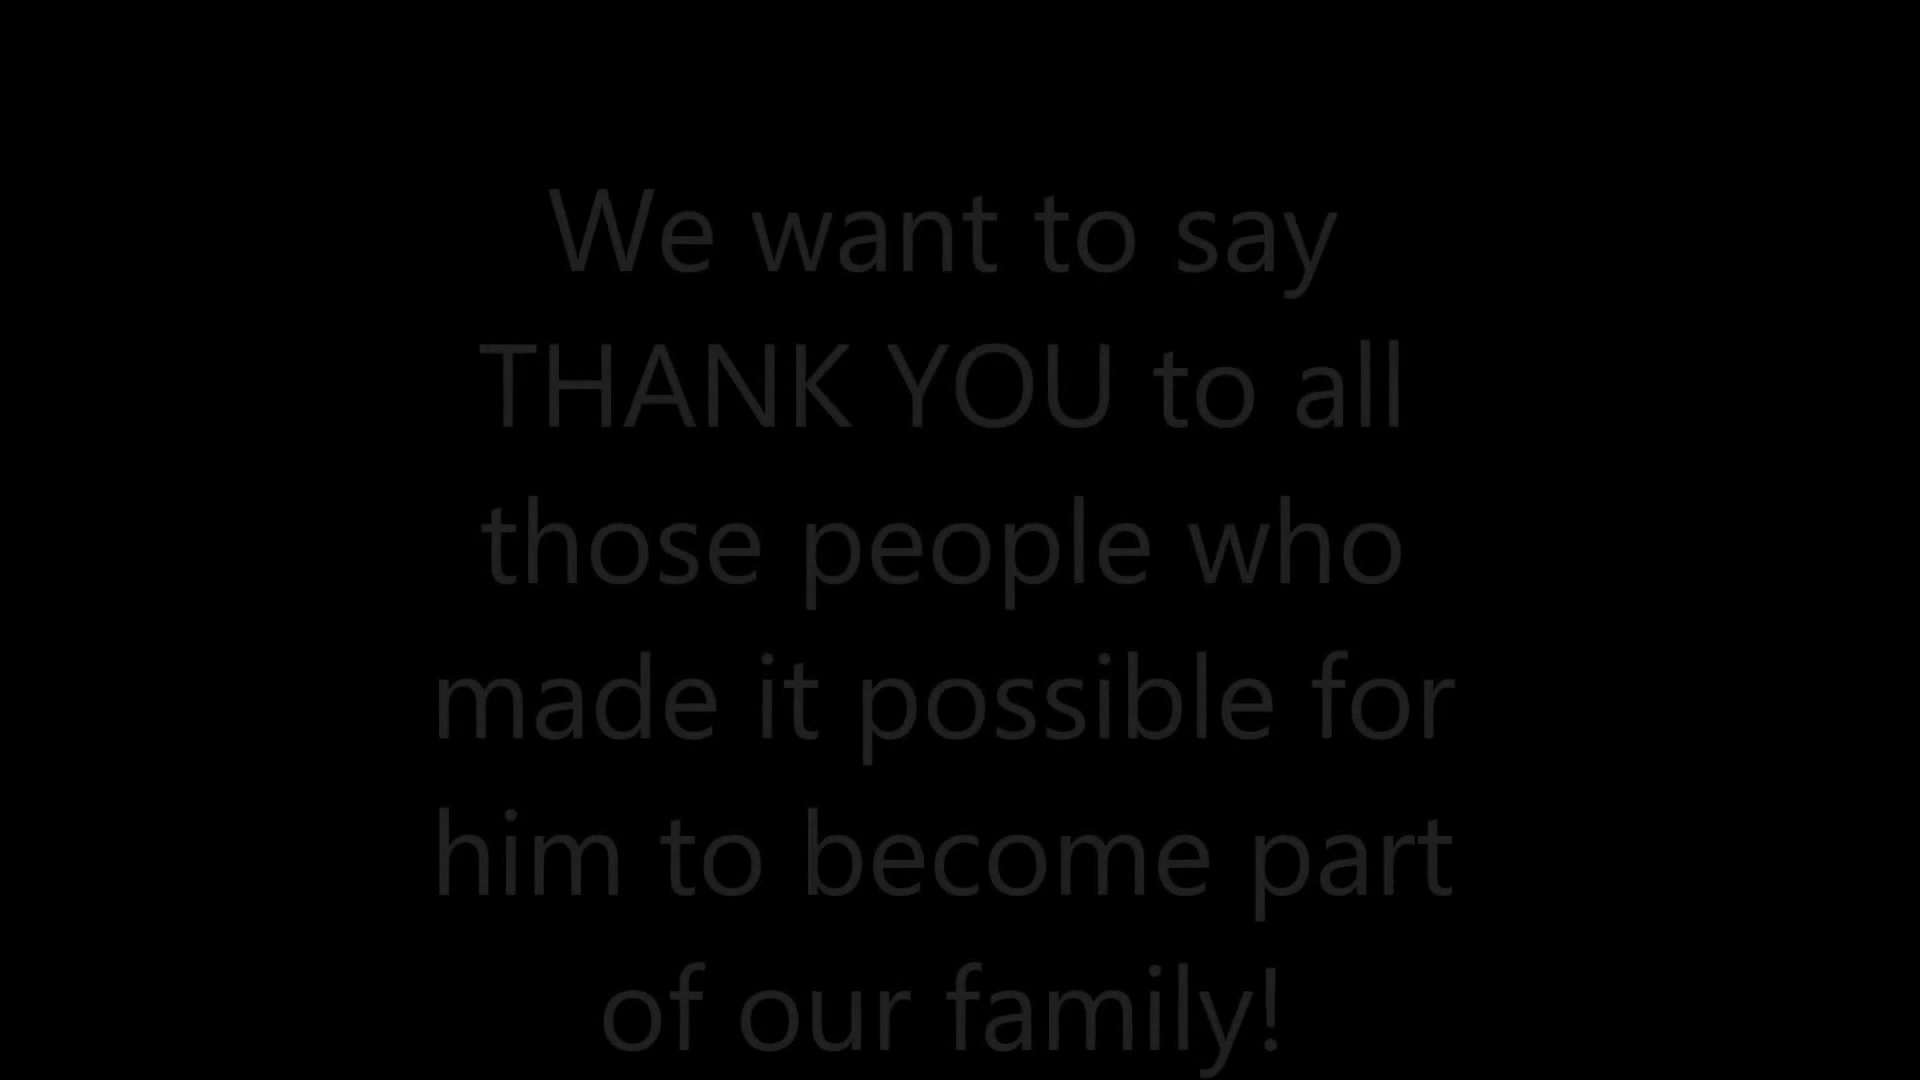 We want to say
THANK YOU to all
those people who
made it possible for
him to become part
of our family!